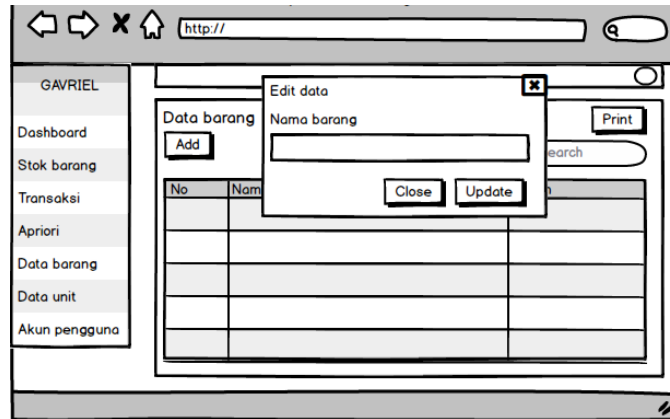 http://
GAVRIEL
Dashboard
Stok barang
Transaksi
Apriori
Data barang
Data unit
Akun pengguna
Data barang
Add
Print
Edit data
Nama barang
Close
Update
No